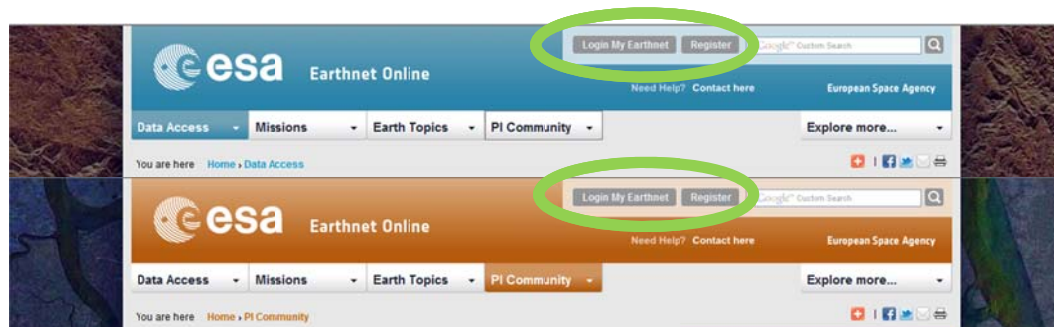 Login My Earthnet Register Google™ Custom Search
esa Earthnet Online
Need Help? Contact here European Space Agency
Data Access Missions Earth Topics PI Community Explore more...
You are here Home › Data Access
Login My Earthnet Register Google™ Custom Search
esa Earthnet Online
Need Help? Contact here European Space Agency
Data Access Missions Earth Topics PI Community Explore more...
You are here Home › PI Community